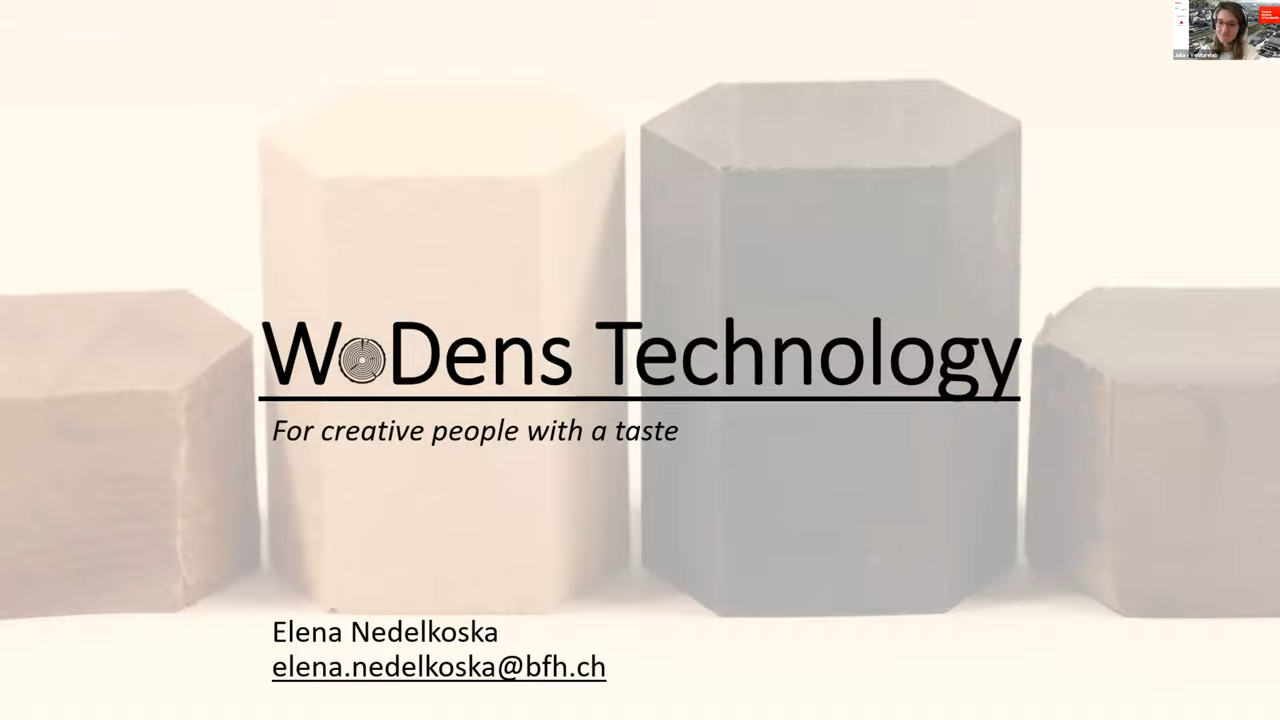 WoDens Technology
For creative people with a taste
Elena Nedelkoska
elena.nedelkoska@bfh.ch